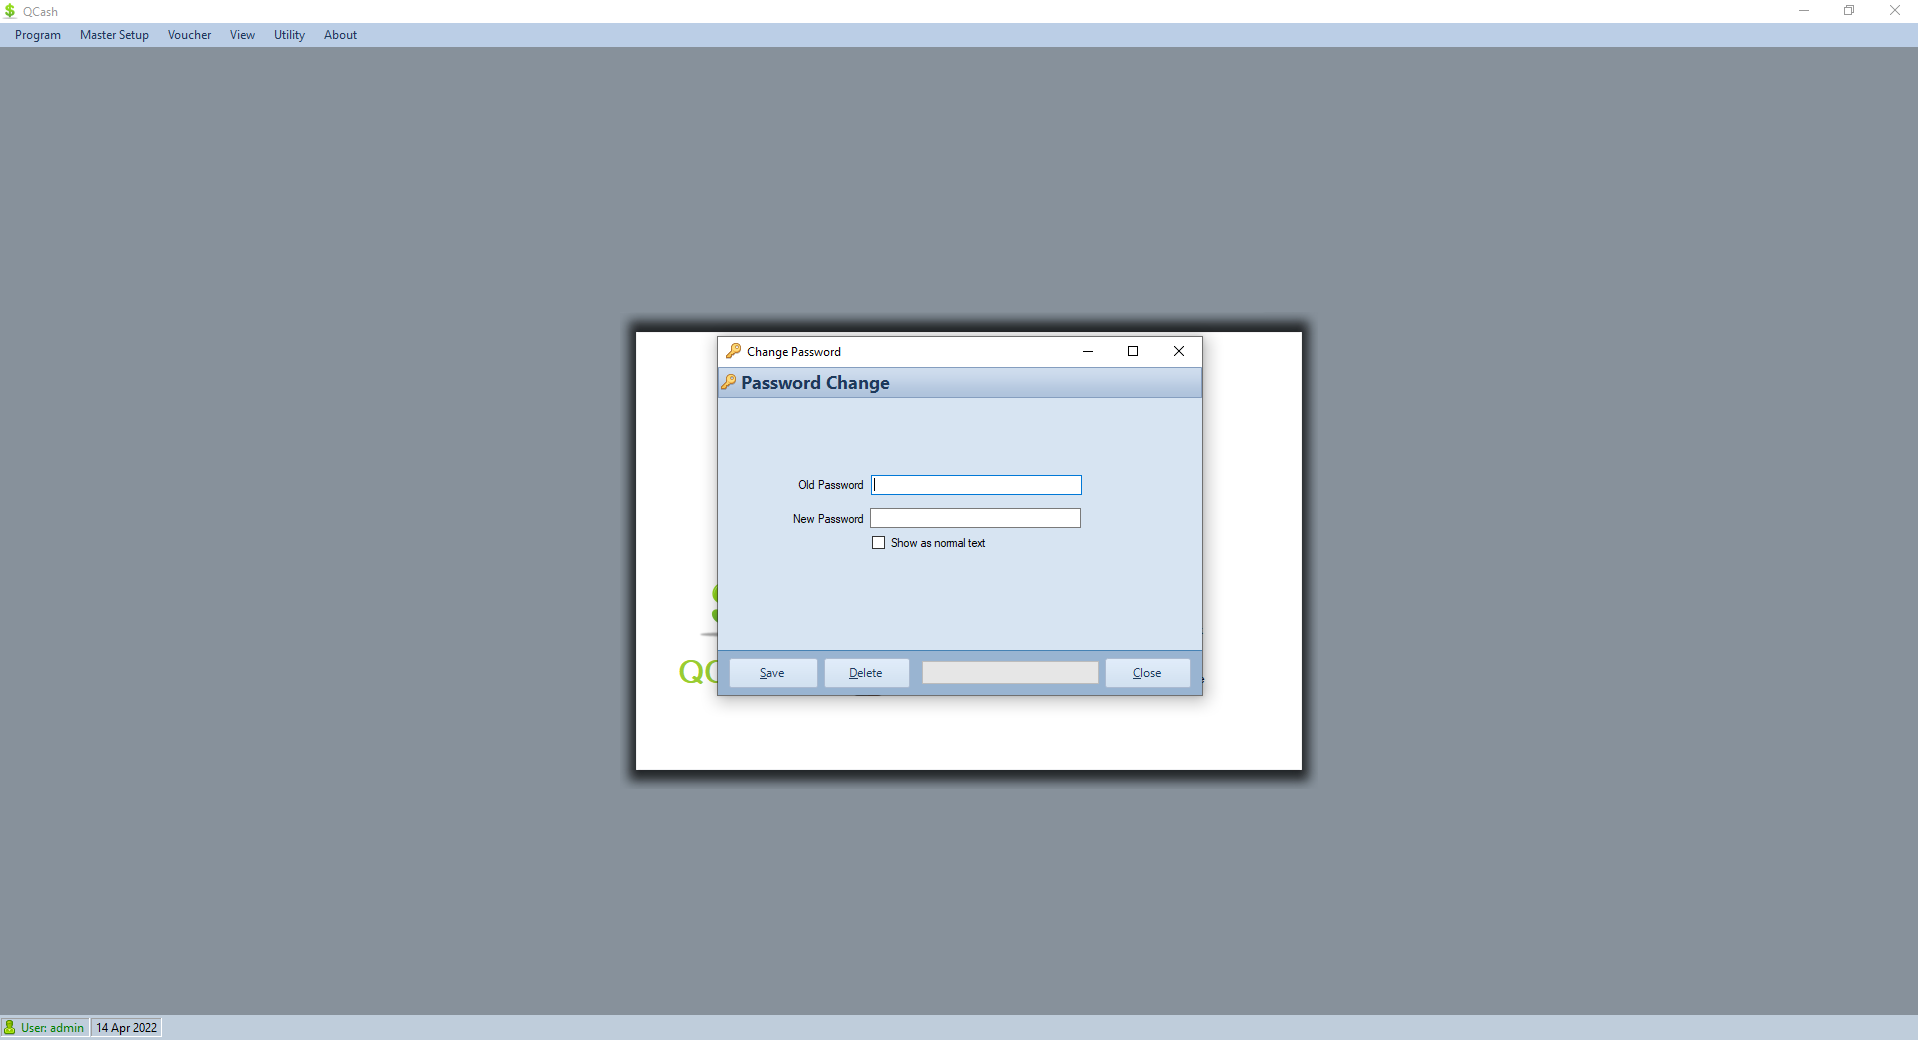 QCash
Program Master Setup Voucher View Utility About
Change Password
Password Change
Old Password
New Password
Show as normal text
Save Delete Close
User: admin 14 Apr 2022